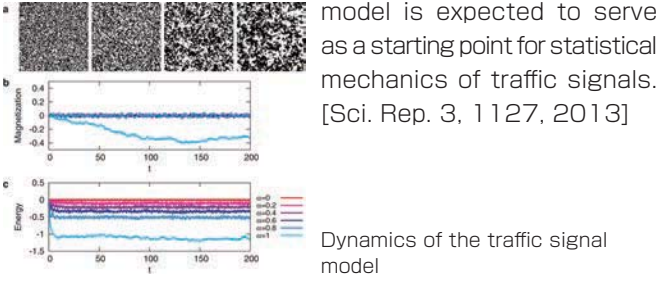 a
model is expected to serve
as a starting point for statistical
mechanics of traffic signals.
[Sci. Rep. 3, 1127, 2013]
b
Magnetization
0.4
0.2
0
-0.2
-0.4
0 50 100 150 200
t
c
Energy
0.5
0
-0.5
-1
-1.5
0 50 100 150 200
t
α=0
α=0.2
α=0.4
α=0.6
α=0.8
α=1
Dynamics of the traffic signal
model